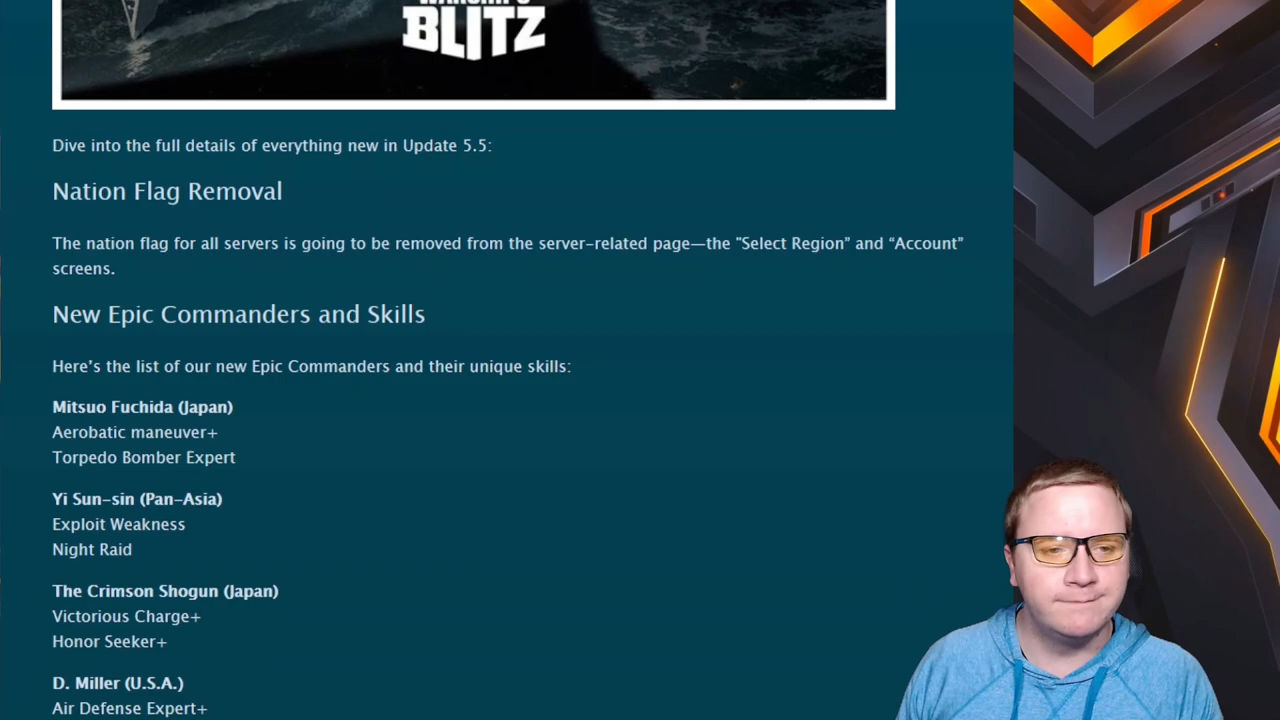 BLITZ
Dive into the full details of everything new in Update 5.5:
Nation Flag Removal
The nation flag for all servers is going to be removed from the server-related page—the "Select Region” and “Account”
screens.
New Epic Commanders and Skills
Here’s the list of our new Epic Commanders and their unique skills:
Mitsuo Fuchida (Japan)
Aerobatic maneuver+
Torpedo Bomber Expert
Yi Sun-sin (Pan-Asia)
Exploit Weakness
Night Raid
The Crimson Shogun (Japan)
Victorious Charge+
Honor Seeker+
D. Miller (U.S.A.)
Air Defense Expert+